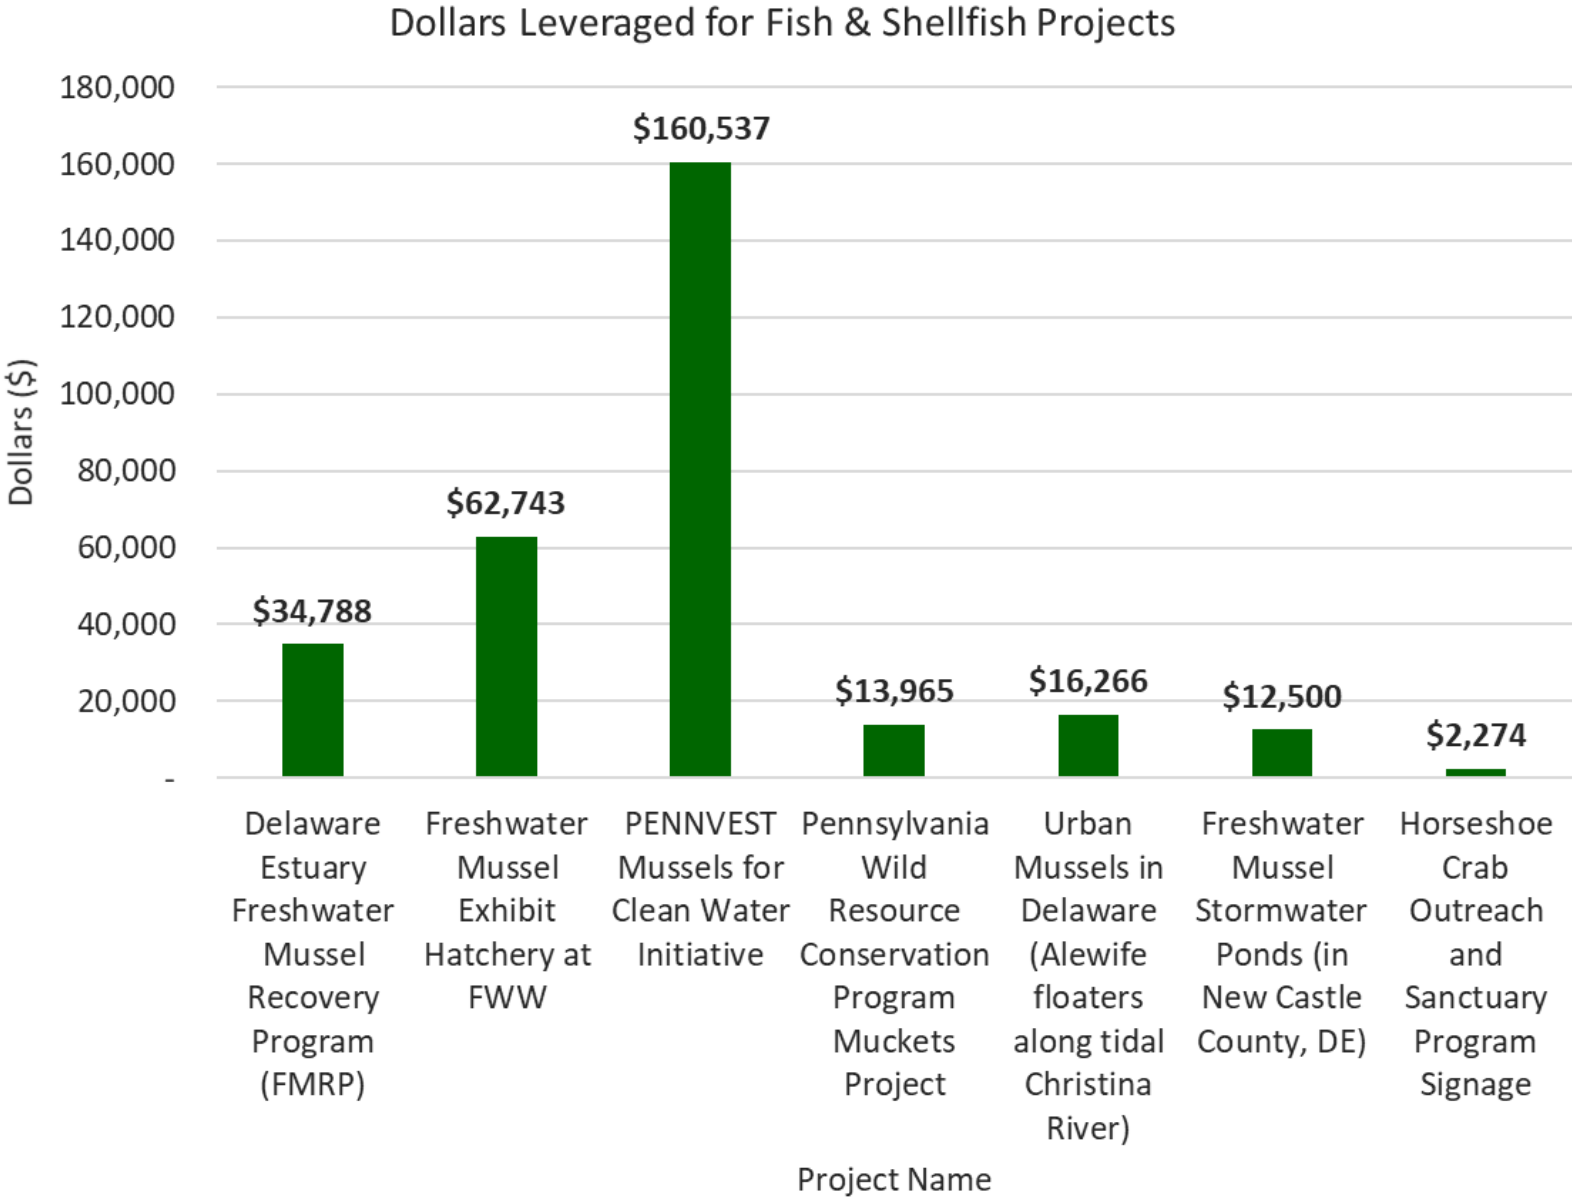 Dollars Leveraged for Fish & Shellfish Projects
Dollars ($)
180,000
160,000
140,000
120,000
100,000
80,000
60,000
40,000
20,000
-
$34,788
$62,743
$160,537
$13,965
$16,266
$12,500
$2,274
Delaware
Estuary
Freshwater
Mussel
Recovery
Program
(FMRP)
Freshwater
Mussel
Exhibit
Hatchery at
FWW
PENNVEST
Mussels for
Clean Water
Initiative
Pennsylvania
Wild
Resource
Conservation
Program
Muckets
Project
Urban
Mussels in
Delaware
(Alewife
floaters
along tidal
Christina
River)
Freshwater
Mussel
Stormwater
Ponds (in
New Castle
County, DE)
Horseshoe
Crab
Outreach
and
Sanctuary
Program
Signage
Project Name